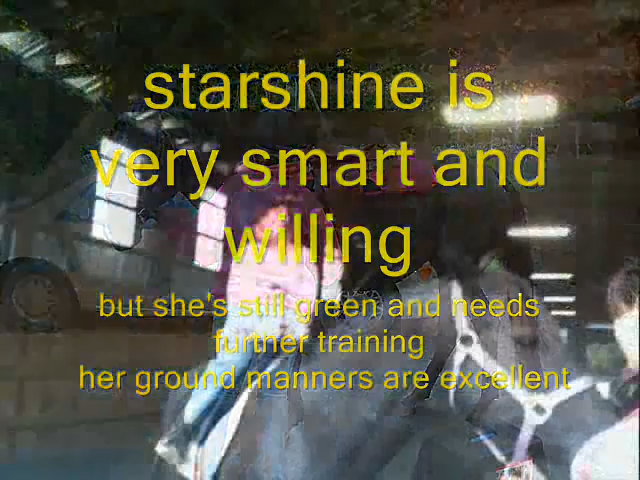 starshine is
very smart and
willing
but she's still green and needs
further training
her ground manners are excellent